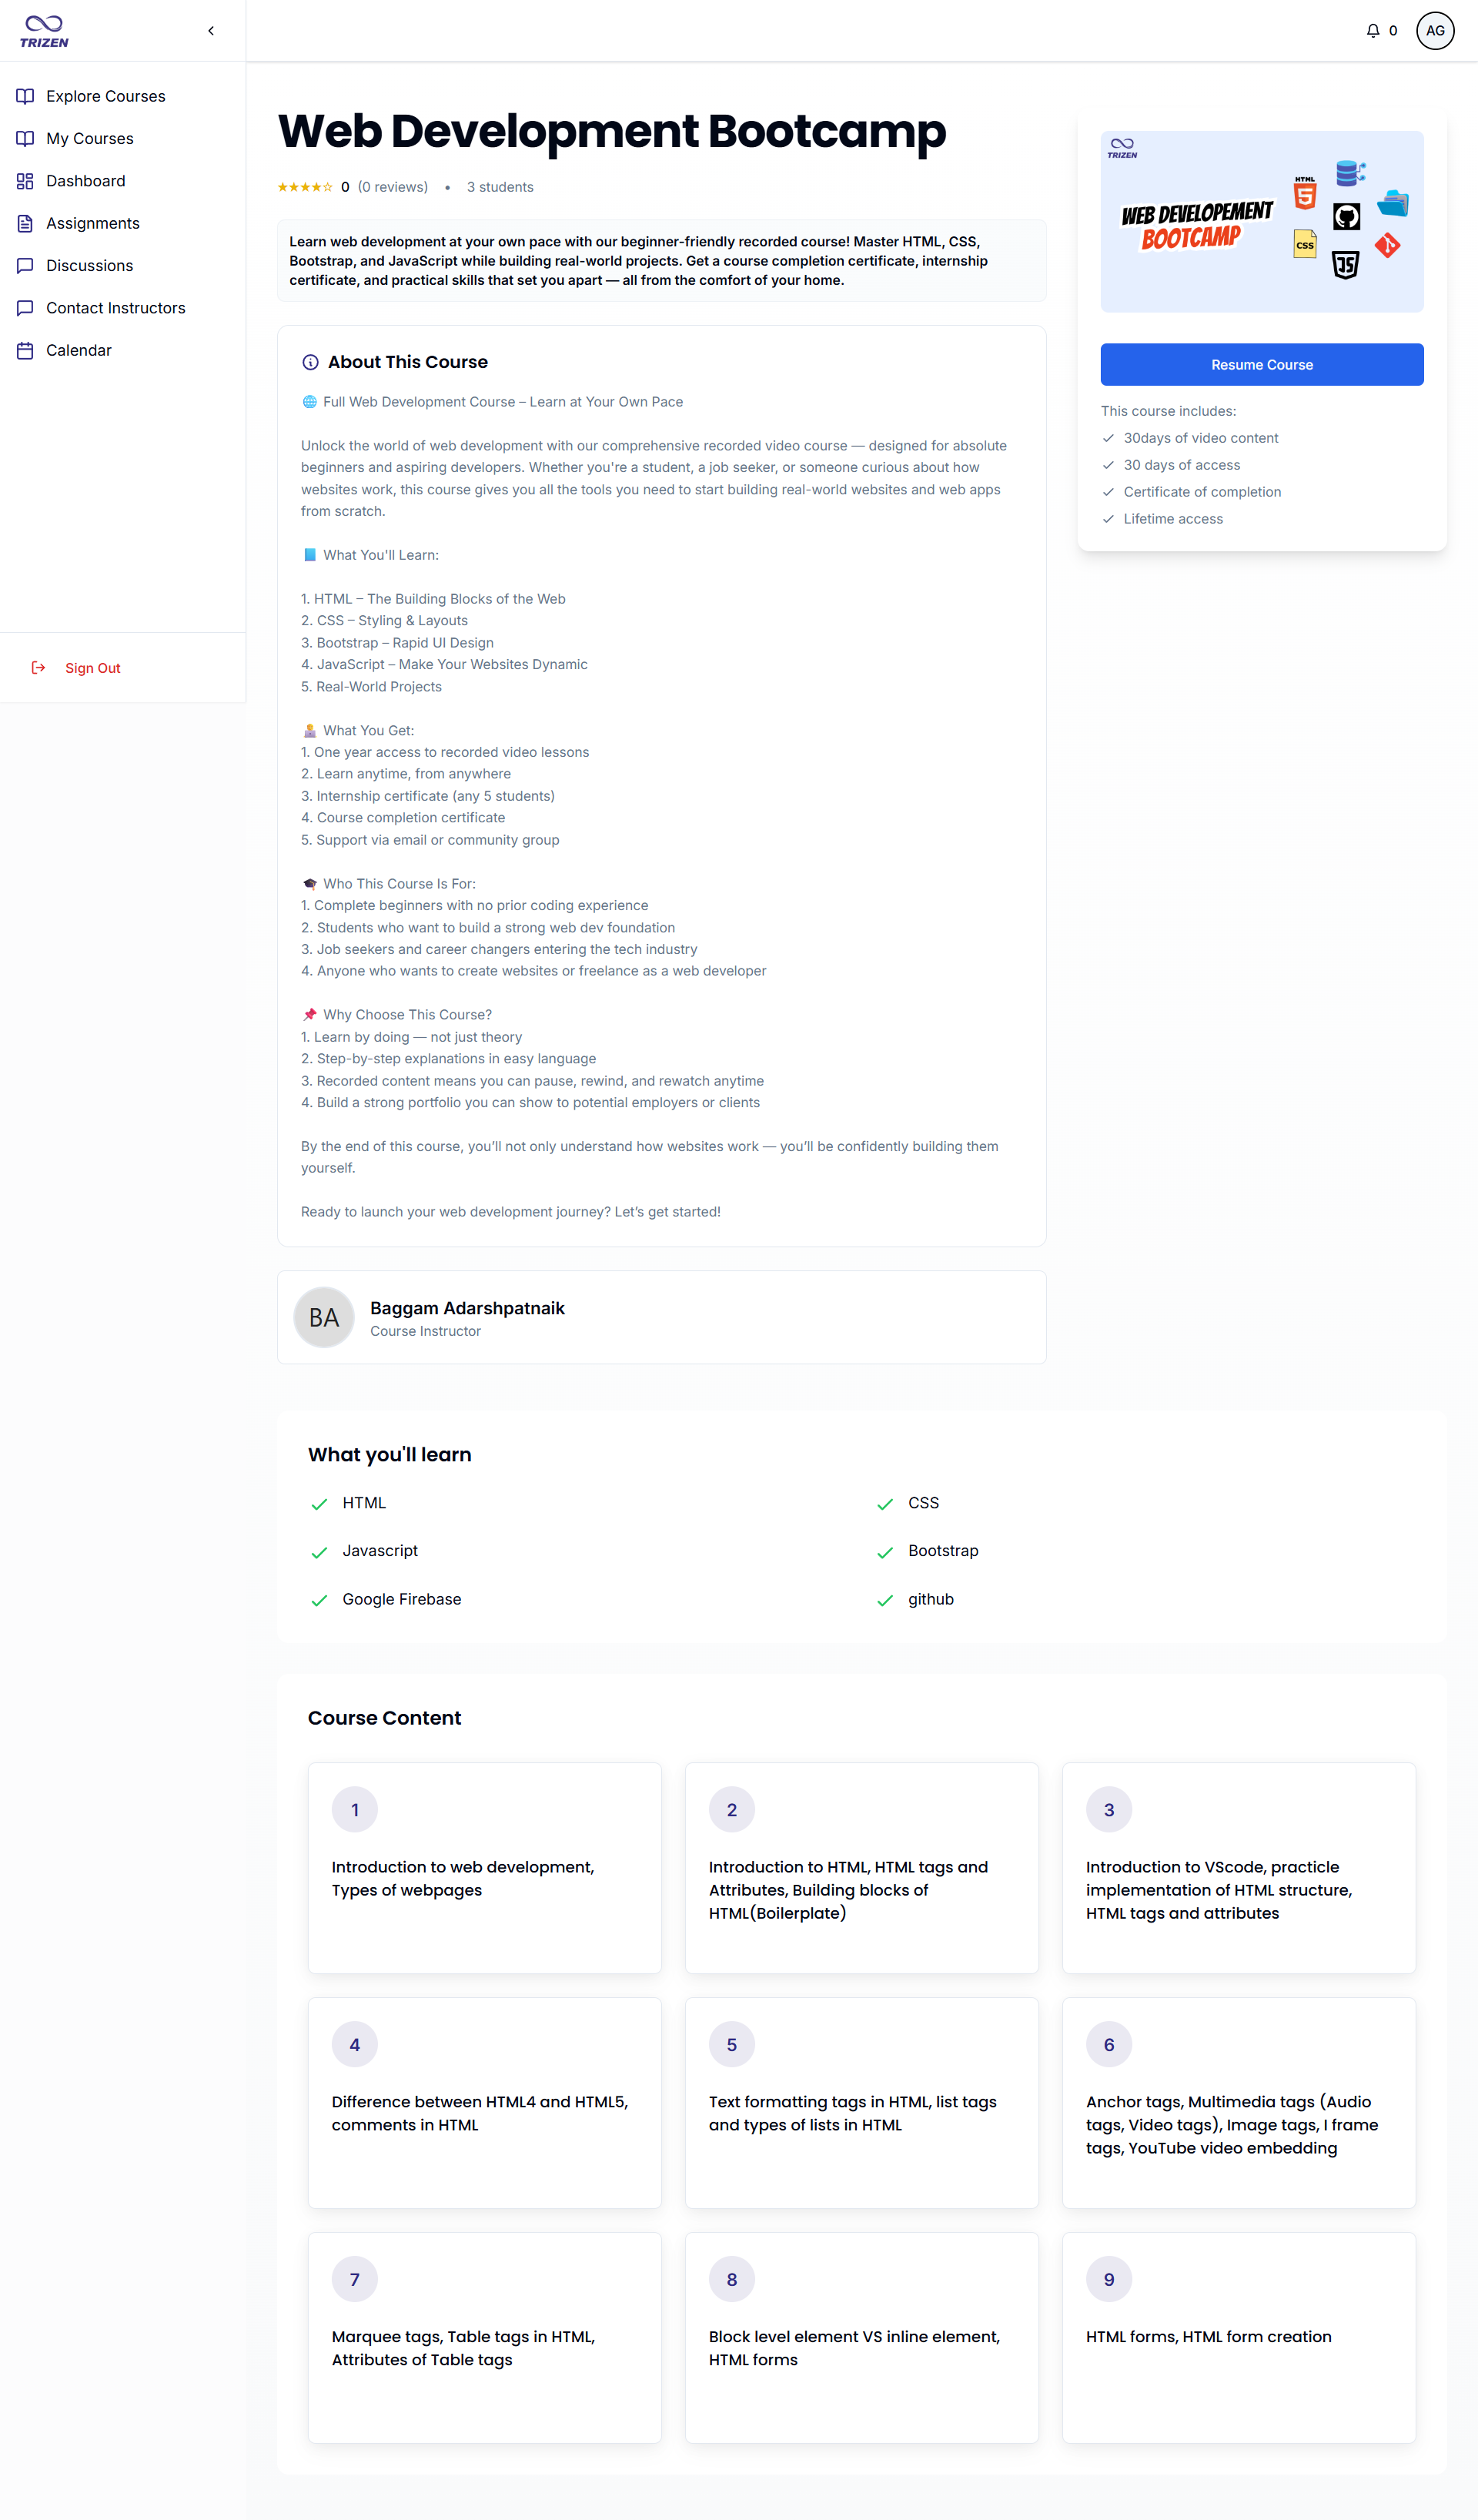 TRIZEN
0
AG
Explore Courses
My Courses
Dashboard
Assignments
Discussions
Contact Instructors
Calendar
Sign Out
Web Development Bootcamp
★★★★☆ 0 (0 reviews) • 3 students
Learn web development at your own pace with our beginner-friendly recorded course! Master HTML, CSS,
Bootstrap, and JavaScript while building real-world projects. Get a course completion certificate, internship
certificate, and practical skills that set you apart — all from the comfort of your home.
About This Course
🌐 Full Web Development Course – Learn at Your Own Pace
Unlock the world of web development with our comprehensive recorded video course — designed for absolute
beginners and aspiring developers. Whether you're a student, a job seeker, or someone curious about how
websites work, this course gives you all the tools you need to start building real-world websites and web apps
from scratch.
📘 What You'll Learn:
1. HTML – The Building Blocks of the Web
2. CSS – Styling & Layouts
3. Bootstrap – Rapid UI Design
4. JavaScript – Make Your Websites Dynamic
5. Real-World Projects
🧑‍💻 What You Get:
1. One year access to recorded video lessons
2. Learn anytime, from anywhere
3. Internship certificate (any 5 students)
4. Course completion certificate
5. Support via email or community group
🎓 Who This Course Is For:
1. Complete beginners with no prior coding experience
2. Students who want to build a strong web dev foundation
3. Job seekers and career changers entering the tech industry
4. Anyone who wants to create websites or freelance as a web developer
📌 Why Choose This Course?
1. Learn by doing — not just theory
2. Step-by-step explanations in easy language
3. Recorded content means you can pause, rewind, and rewatch anytime
4. Build a strong portfolio you can show to potential employers or clients
By the end of this course, you’ll not only understand how websites work — you’ll be confidently building them
yourself.
Ready to launch your web development journey? Let’s get started!
BA
Baggam Adarshpatnaik
Course Instructor
TRIZEN
WEB DEVELOPEMENT
BOOTCAMP
HTML
5
CSS
JS
Resume Course
This course includes:
30days of video content
30 days of access
Certificate of completion
Lifetime access
What you'll learn
HTML
CSS
Javascript
Bootstrap
Google Firebase
github
Course Content
1
Introduction to web development,
Types of webpages
2
Introduction to HTML, HTML tags and
Attributes, Building blocks of
HTML(Boilerplate)
3
Introduction to VScode, practicle
implementation of HTML structure,
HTML tags and attributes
4
Difference between HTML4 and HTML5,
comments in HTML
5
Text formatting tags in HTML, list tags
and types of lists in HTML
6
Anchor tags, Multimedia tags (Audio
tags, Video tags), Image tags, I frame
tags, YouTube video embedding
7
Marquee tags, Table tags in HTML,
Attributes of Table tags
8
Block level element VS inline element,
HTML forms
9
HTML forms, HTML form creation